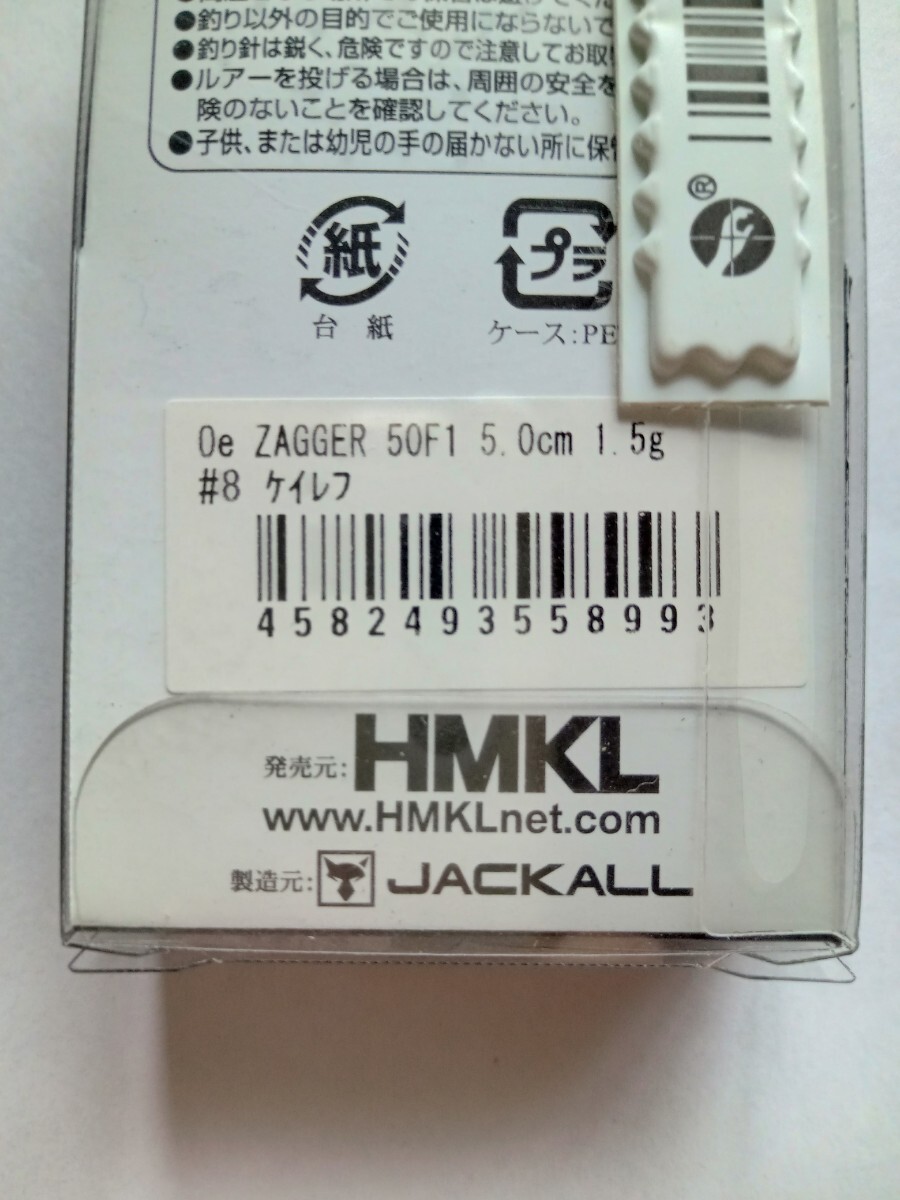 ●釣り以外の目的でご使用にならないで
●釣り針は鋭く、危険ですので注意してお取
●ルアーを投げる場合は、周囲の安全を
険のないことを確認してください。
●子供、または幼児の手の届かない所に保管
®
紙
プラ
台紙
ケース:PE
0e ZAGGER 50F1 5.0cm 1.5g
#8 ケイレフ
4582493558993
発売元:HMKL
www.HMKLnet.com
製造元:JACKALL